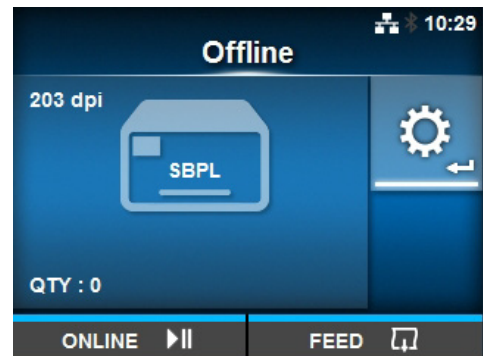 10:29
Offline
203 dpi
SBPL
QTY : 0
ONLINE
FEED